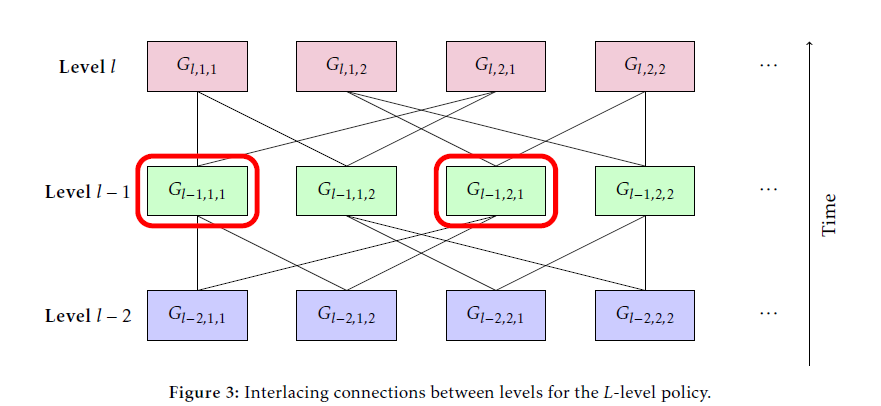 Level l G_{l,1,1} G_{l,1,2} G_{l,2,1} G_{l,2,2} ...
Level l − 1 G_{l−1,1,1} G_{l−1,1,2} G_{l−1,2,1} G_{l−1,2,2} ...
Level l − 2 G_{l−2,1,1} G_{l−2,1,2} G_{l−2,2,1} G_{l−2,2,2} ...
Time
Figure 3: Interlacing connections between levels for the L-level policy.